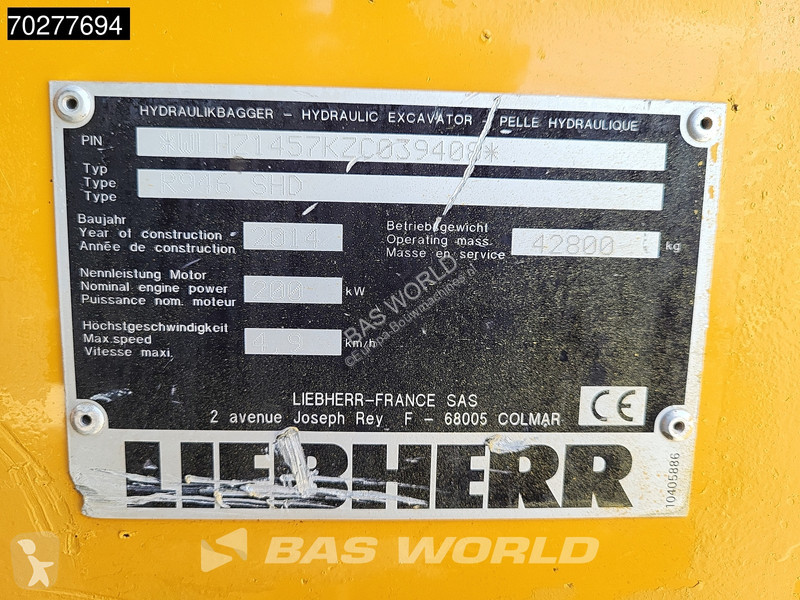 70277694
HYDRAULIKBAGGER - HYDRAULIC EXCAVATOR - PELLE HYDRAULIQUE
PIN *WLHZ1457KZC039408*
Typ
Type
Type
R946 SHD
Baujahr
Year of construction
Année de construction
2014
Betriebsgewicht
Operating mass
Masse en service
42800 kg
Nennleistung Motor
Nominal engine power
Puissance nom. moteur
200 kW
Höchstgeschwindigkeit
Max.speed
Vitesse maxi.
km/h
BAS WORLD
©Europa Bouwmachines
LIEBHERR-FRANCE SAS
2 avenue Joseph Rey F - 68005 COLMAR
CE
LIEBHERR
10405886
BAS WORLD